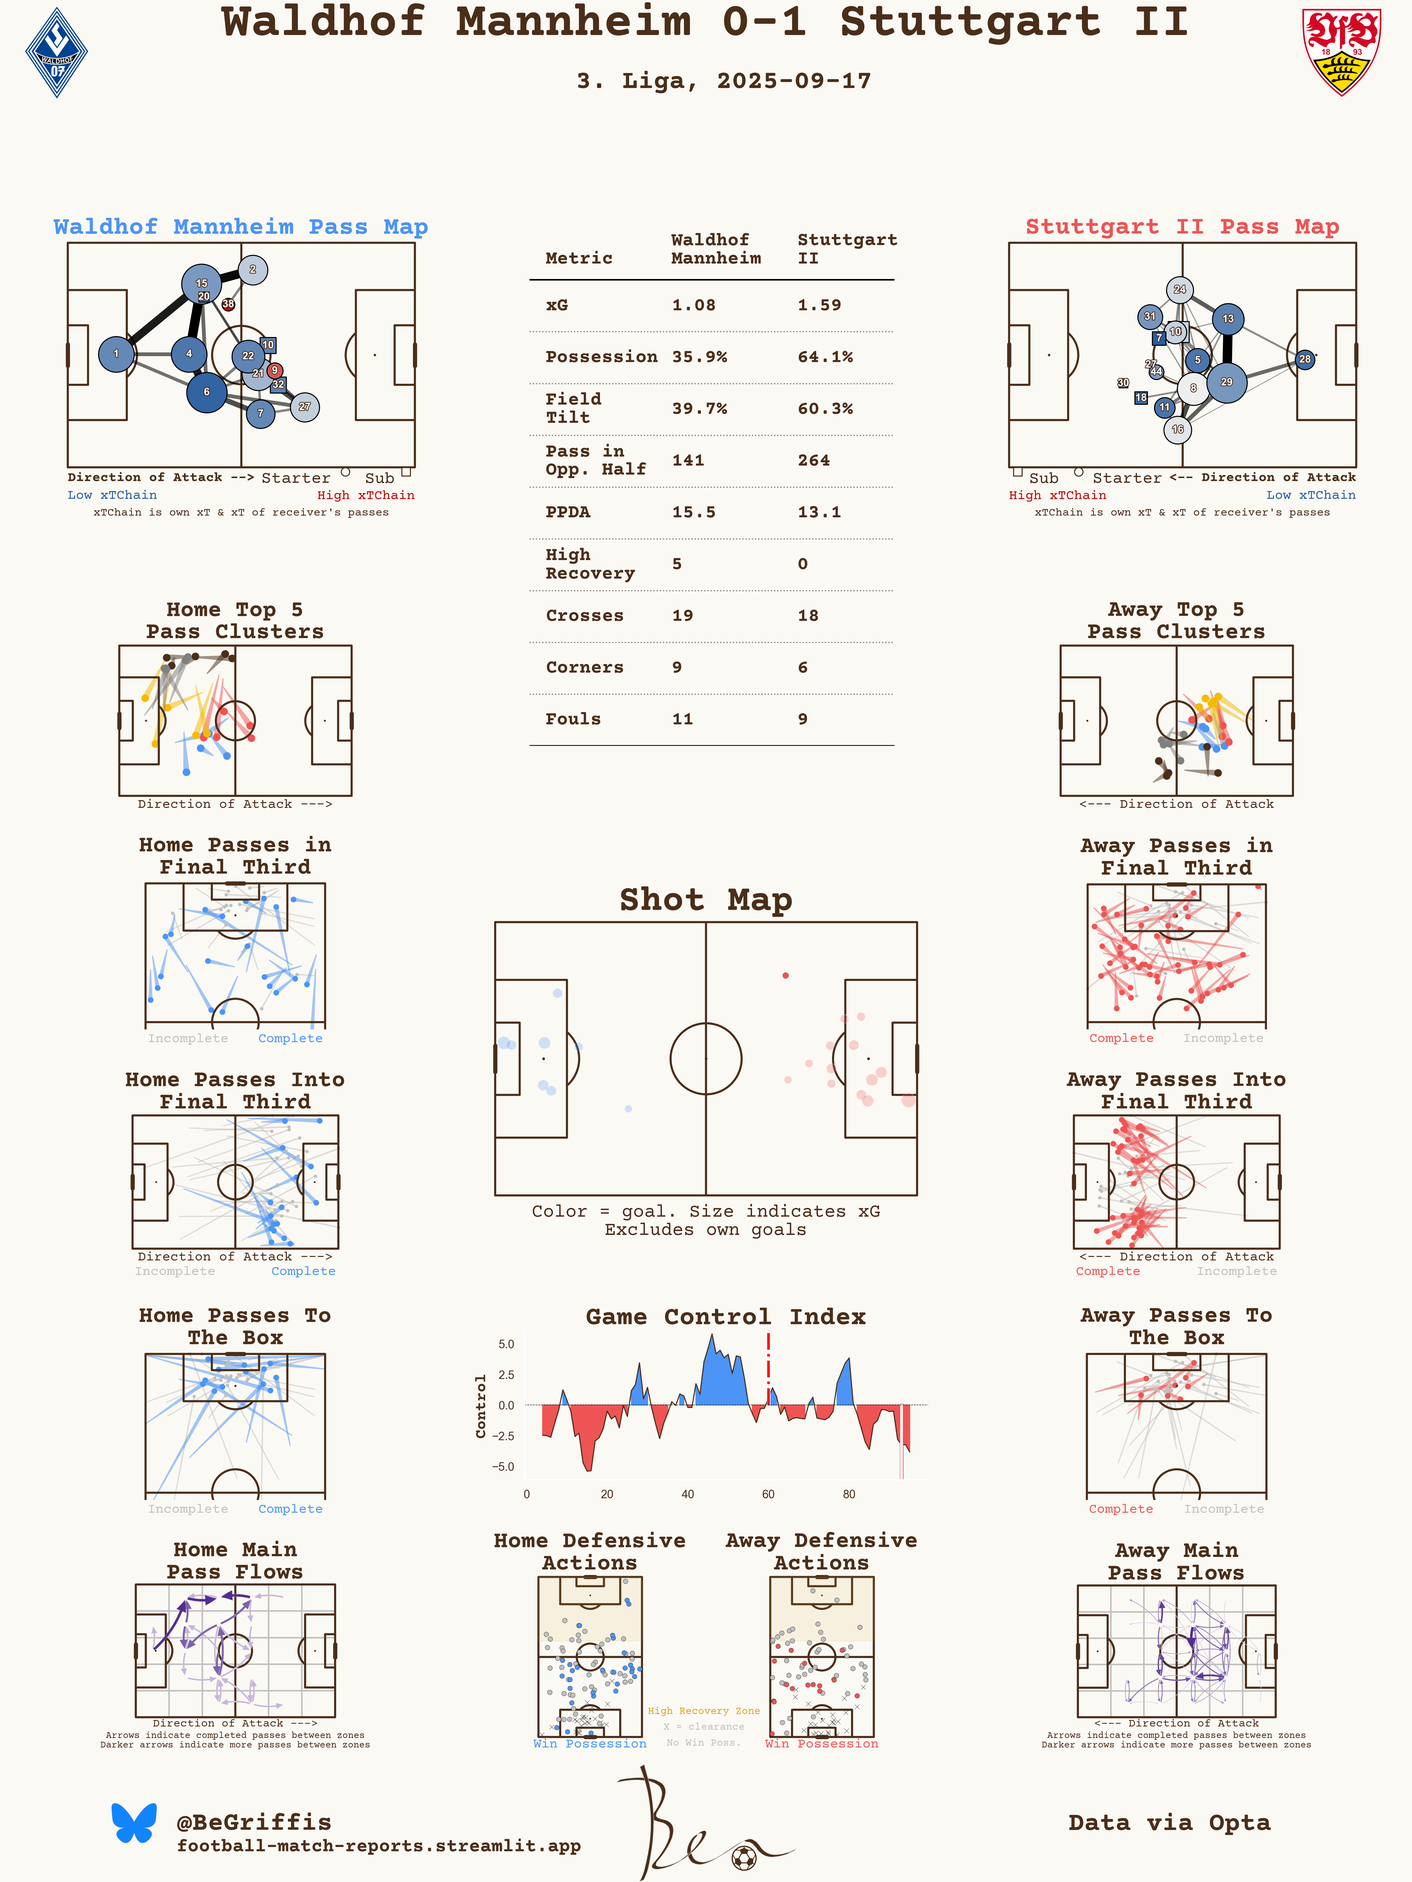 Waldhof Mannheim 0-1 Stuttgart II
3. Liga, 2025-09-17
WALDHOF
07
VfB
18 93
Waldhof Mannheim Pass Map
15
2
20
38
1
4
22
10
21
9
32
6
7
27
Direction of Attack --> Starter Sub
Low xTChain High xTChain
xTChain is own xT & xT of receiver's passes
Metric Waldhof Mannheim Stuttgart II
xG 1.08 1.59
Possession 35.9% 64.1%
Field Tilt 39.7% 60.3%
Pass in Opp. Half 141 264
PPDA 15.5 13.1
High Recovery 5 0
Crosses 19 18
Corners 9 6
Fouls 11 9
Stuttgart II Pass Map
24
31
13
10
7
5
28
27
44
30
8
29
18
11
16
Sub Starter <-- Direction of Attack
High xTChain Low xTChain
xTChain is own xT & xT of receiver's passes
Home Top 5
Pass Clusters
Direction of Attack --->
Away Top 5
Pass Clusters
<--- Direction of Attack
Home Passes in
Final Third
Incomplete Complete
Away Passes in
Final Third
Complete Incomplete
Shot Map
Color = goal. Size indicates xG
Excludes own goals
Home Passes Into
Final Third
Direction of Attack --->
Incomplete Complete
Away Passes Into
Final Third
<--- Direction of Attack
Complete Incomplete
Home Passes To
The Box
Incomplete Complete
Game Control Index
Control
5.0
2.5
0.0
−2.5
−5.0
0 20 40 60 80
Away Passes To
The Box
Complete Incomplete
Home Main
Pass Flows
Direction of Attack --->
Arrows indicate completed passes between zones
Darker arrows indicate more passes between zones
Home Defensive
Actions
Win Possession
High Recovery Zone
X = clearance
No Win Poss.
Away Defensive
Actions
Win Possession
Away Main
Pass Flows
<--- Direction of Attack
Arrows indicate completed passes between zones
Darker arrows indicate more passes between zones
@BeGriffis
football-match-reports.streamlit.app
Ben
Data via Opta